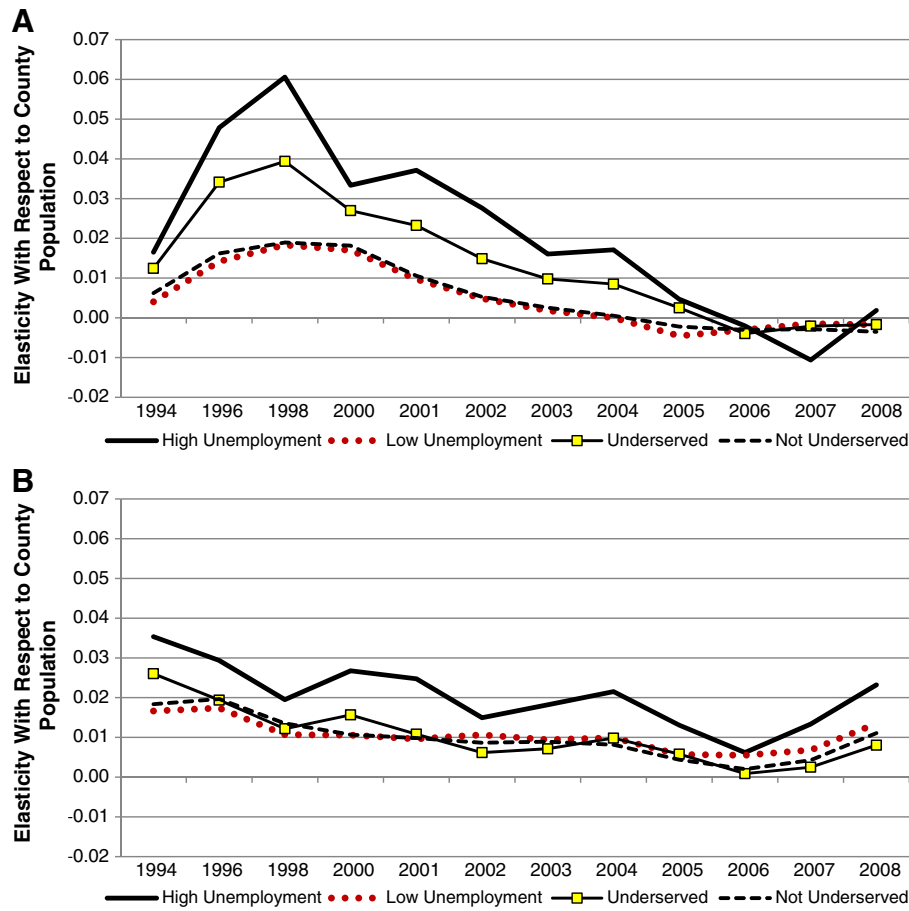 A
Elasticity With Respect to County
Population
0.07
0.06
0.05
0.04
0.03
0.02
0.01
0.00
-0.01
-0.02
1994 1996 1998 2000 2001 2002 2003 2004 2005 2006 2007 2008
High Unemployment Low Unemployment Underserved Not Underserved
B
Elasticity With Respect to County
Population
0.07
0.06
0.05
0.04
0.03
0.02
0.01
0.00
-0.01
-0.02
1994 1996 1998 2000 2001 2002 2003 2004 2005 2006 2007 2008
High Unemployment Low Unemployment Underserved Not Underserved